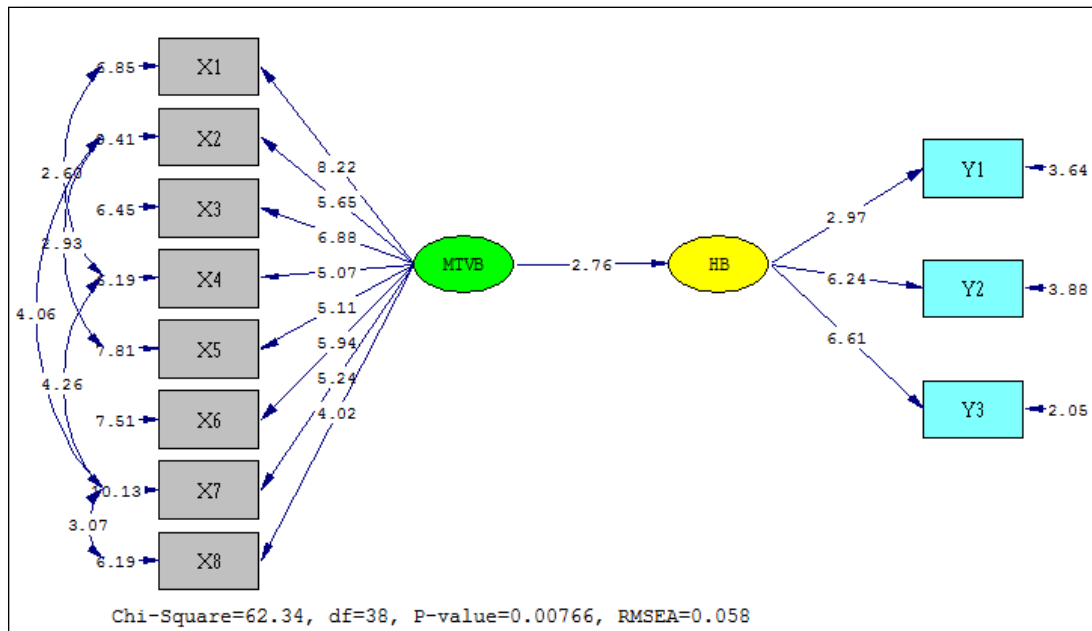 X1
X2
X3
X4
X5
X6
X7
X8
6.45
7.81
7.51
10.13
6.19
2.93
4.06
4.26
3.07
8.22
5.65
6.88
5.07
5.11
5.94
5.24
4.02
MTVB
2.76
HB
2.97
6.24
6.61
Y1
3.64
Y2
3.88
Y3
2.05
Chi-Square=62.34, df=38, P-value=0.00766, RMSEA=0.058